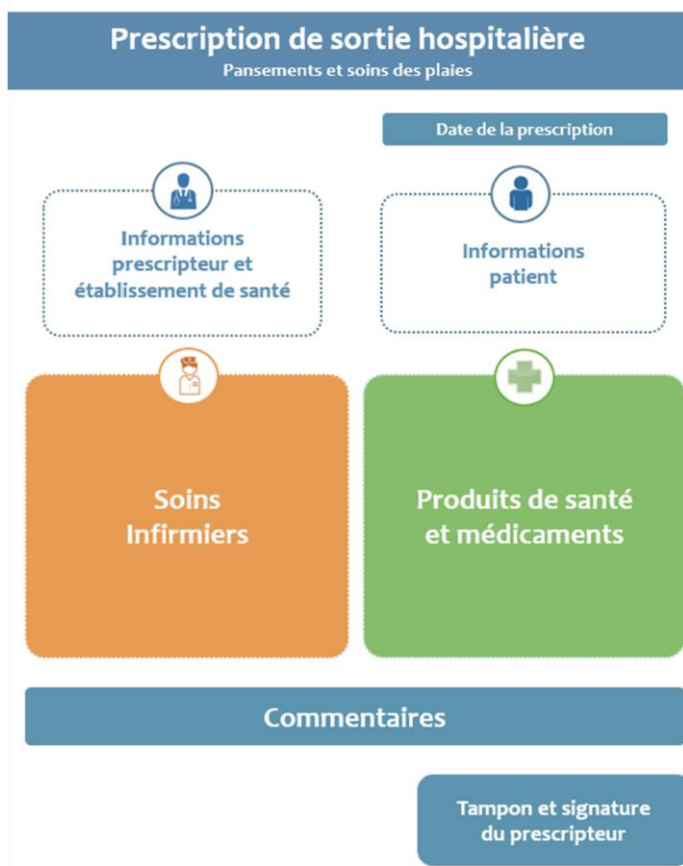 Prescription de sortie hospitalière
Pansements et soins des plaies
Date de la prescription
Informations
prescripteur et
établissement de santé
Informations
patient
Soins
Infirmiers
Produits de santé
et médicaments
Commentaires
Tampon et signature
du prescripteur